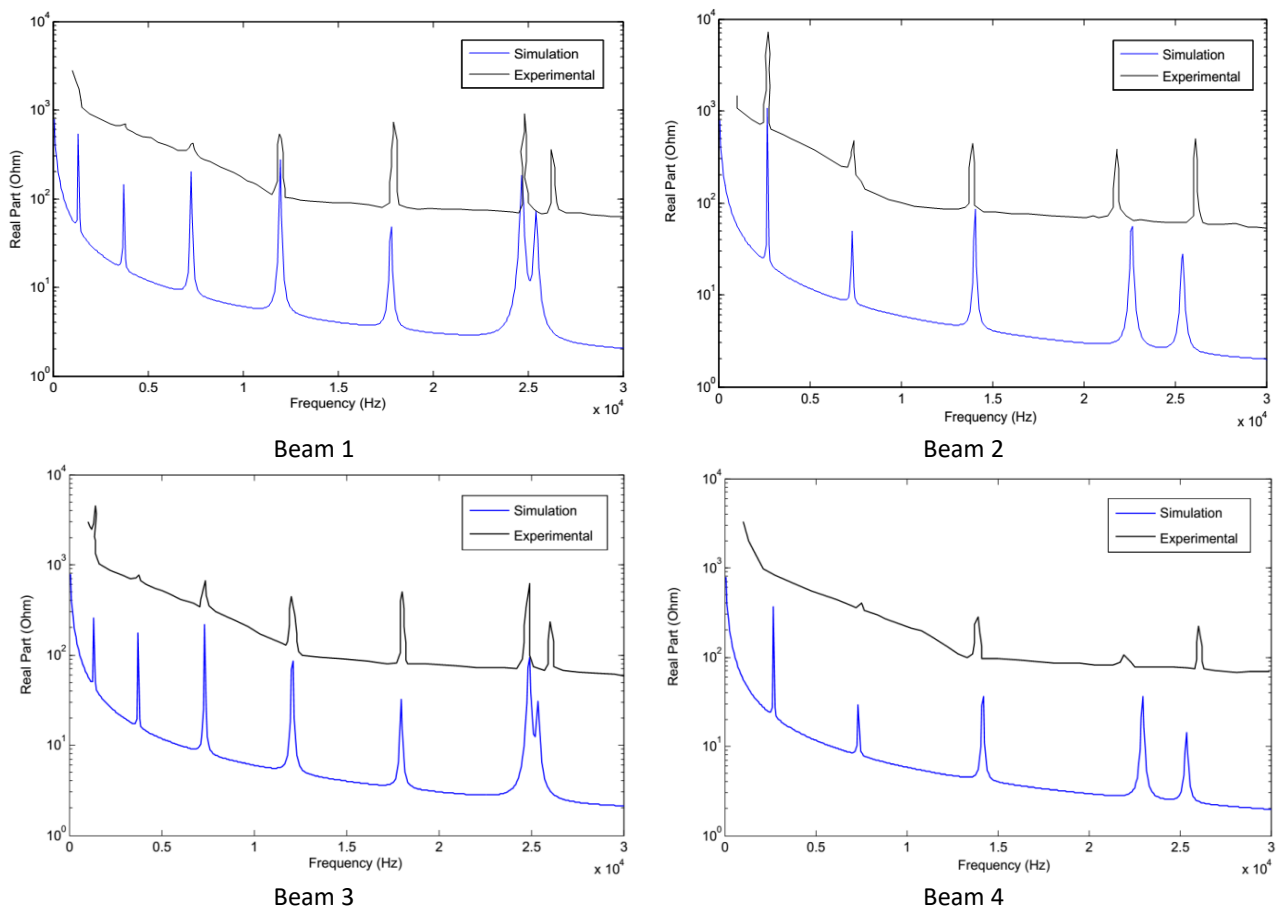 10^4
10^3
10^2
10^1
10^0
Real Part (Ohm)
Simulation
Experimental
0 0.5 1 1.5 2 2.5 3
Frequency (Hz)
x 10^4
Beam 1
10^4
10^3
10^2
10^1
10^0
Real Part (Ohm)
Simulation
Experimental
0 0.5 1 1.5 2 2.5 3
Frequency (Hz)
x 10^4
Beam 2
10^4
10^3
10^2
10^1
10^0
Real Part (Ohm)
Simulation
Experimental
0 0.5 1 1.5 2 2.5 3
Frequency (Hz)
x 10^4
Beam 3
10^4
10^3
10^2
10^1
10^0
Real Part (Ohm)
Simulation
Experimental
0 0.5 1 1.5 2 2.5 3
Frequency (Hz)
x 10^4
Beam 4